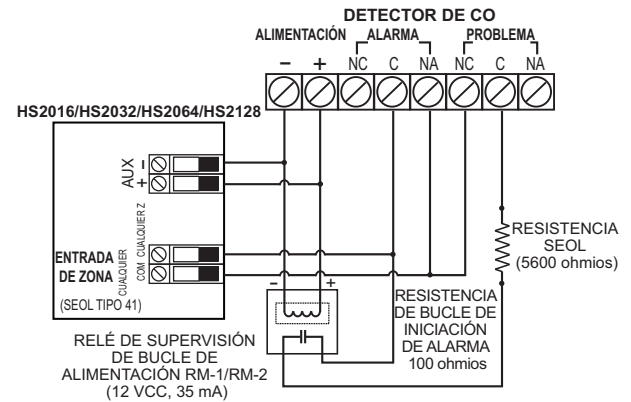 DETECTOR DE CO
ALIMENTACIÓN
ALARMA
PROBLEMA
− + NC C NA NC C NA
HS2016/HS2032/HS2064/HS2128
AUX
−
+
CUALQUIER Z
ENTRADA
DE ZONA
CUALQUIER
COM
(SEOL TIPO 41)
− +
RESISTENCIA
SEOL
(5600 ohmios)
RESISTENCIA
DE BUCLE DE
INICIACIÓN
DE ALARMA
100 ohmios
RELÉ DE SUPERVISIÓN
DE BUCLE DE
ALIMENTACIÓN RM-1/RM-2
(12 VCC, 35 mA)